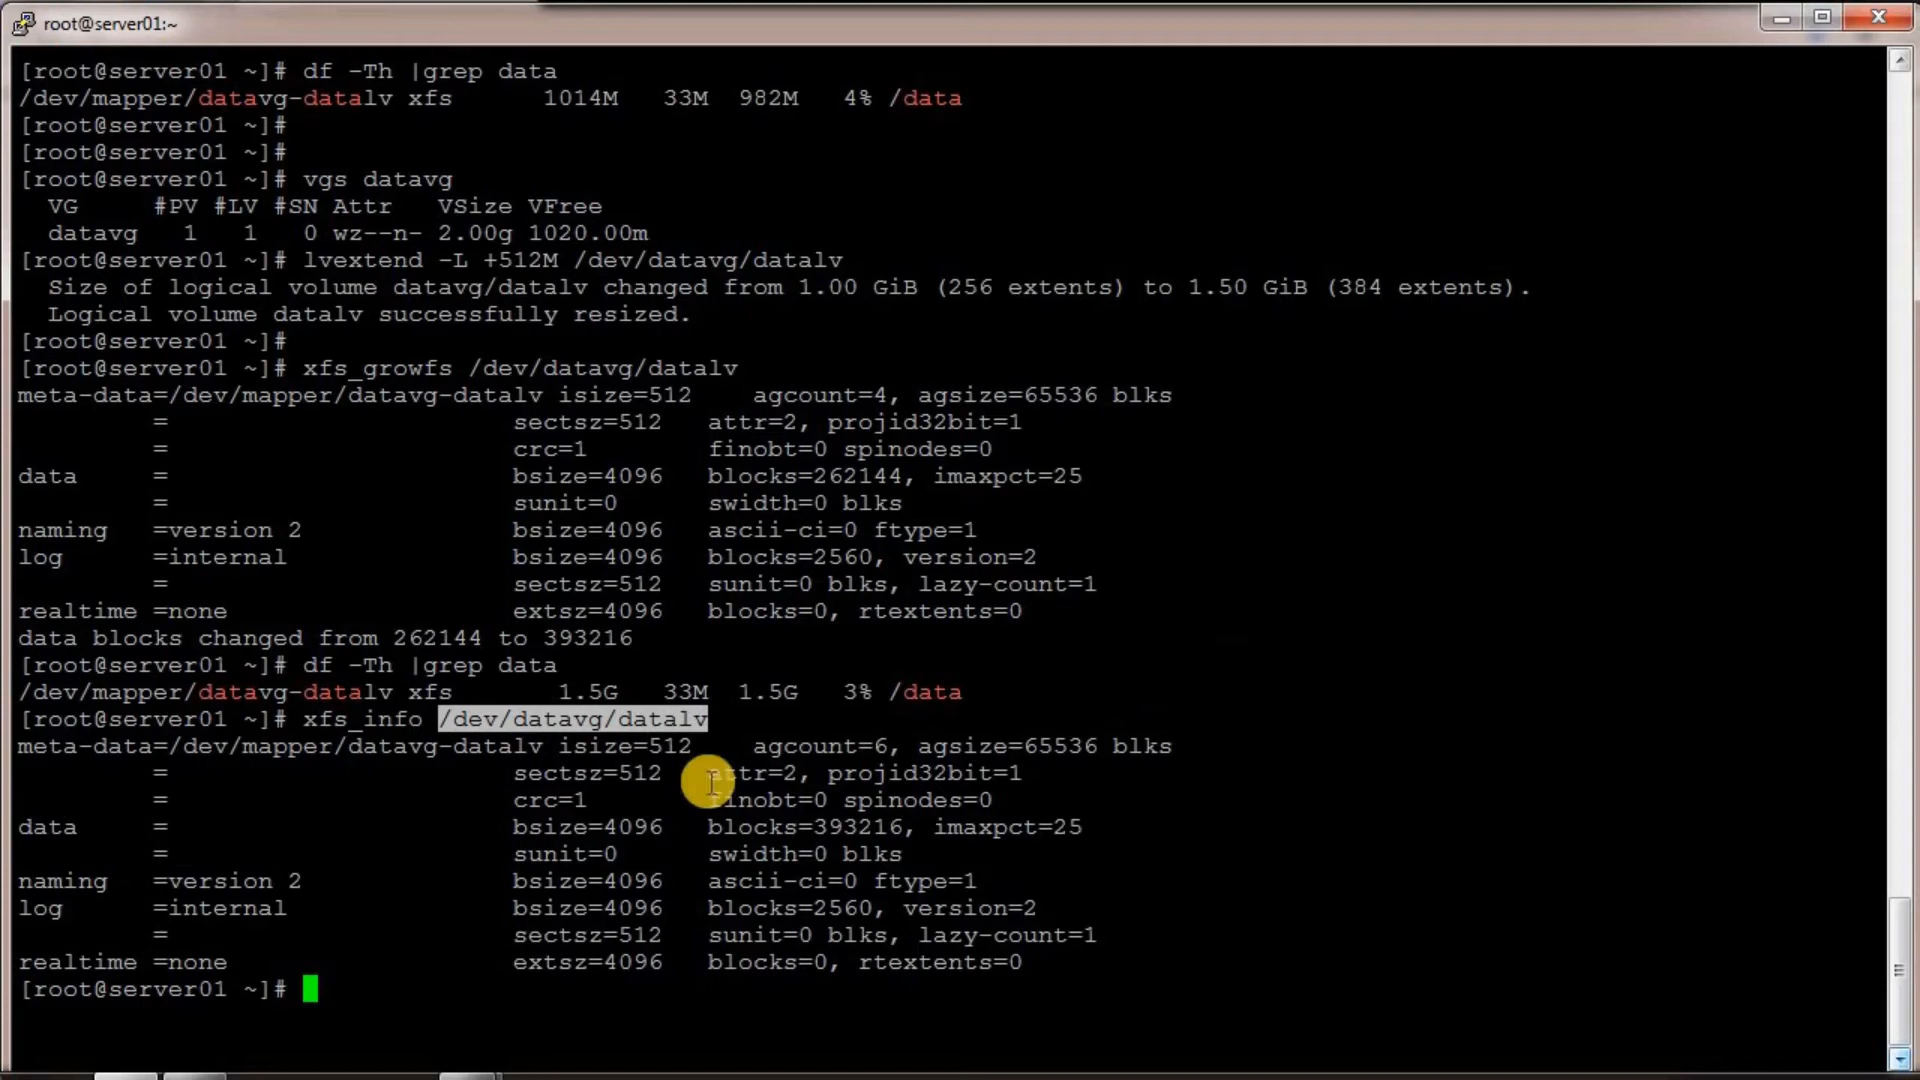 root@server01:~
[root@server01 ~]# df -Th |grep data
/dev/mapper/datavg-datalv xfs      1014M   33M  982M   4% /data
[root@server01 ~]#
[root@server01 ~]#
[root@server01 ~]# vgs datavg
  VG     #PV #LV #SN Attr   VSize VFree
  datavg   1   1   0 wz--n- 2.00g 1020.00m
[root@server01 ~]# lvextend -L +512M /dev/datavg/datalv
  Size of logical volume datavg/datalv changed from 1.00 GiB (256 extents) to 1.50 GiB (384 extents).
  Logical volume datalv successfully resized.
[root@server01 ~]#
[root@server01 ~]# xfs_growfs /dev/datavg/datalv
meta-data=/dev/mapper/datavg-datalv isize=512    agcount=4, agsize=65536 blks
         =                       sectsz=512   attr=2, projid32bit=1
         =                       crc=1        finobt=0 spinodes=0
data     =                       bsize=4096   blocks=262144, imaxpct=25
         =                       sunit=0      swidth=0 blks
naming   =version 2              bsize=4096   ascii-ci=0 ftype=1
log      =internal               bsize=4096   blocks=2560, version=2
         =                       sectsz=512   sunit=0 blks, lazy-count=1
realtime =none                   extsz=4096   blocks=0, rtextents=0
data blocks changed from 262144 to 393216
[root@server01 ~]# df -Th |grep data
/dev/mapper/datavg-datalv xfs       1.5G   33M  1.5G   3% /data
[root@server01 ~]# xfs_info /dev/datavg/datalv
meta-data=/dev/mapper/datavg-datalv isize=512    agcount=6, agsize=65536 blks
         =                       sectsz=512   attr=2, projid32bit=1
         =                       crc=1        finobt=0 spinodes=0
data     =                       bsize=4096   blocks=393216, imaxpct=25
         =                       sunit=0      swidth=0 blks
naming   =version 2              bsize=4096   ascii-ci=0 ftype=1
log      =internal               bsize=4096   blocks=2560, version=2
         =                       sectsz=512   sunit=0 blks, lazy-count=1
realtime =none                   extsz=4096   blocks=0, rtextents=0
[root@server01 ~]#